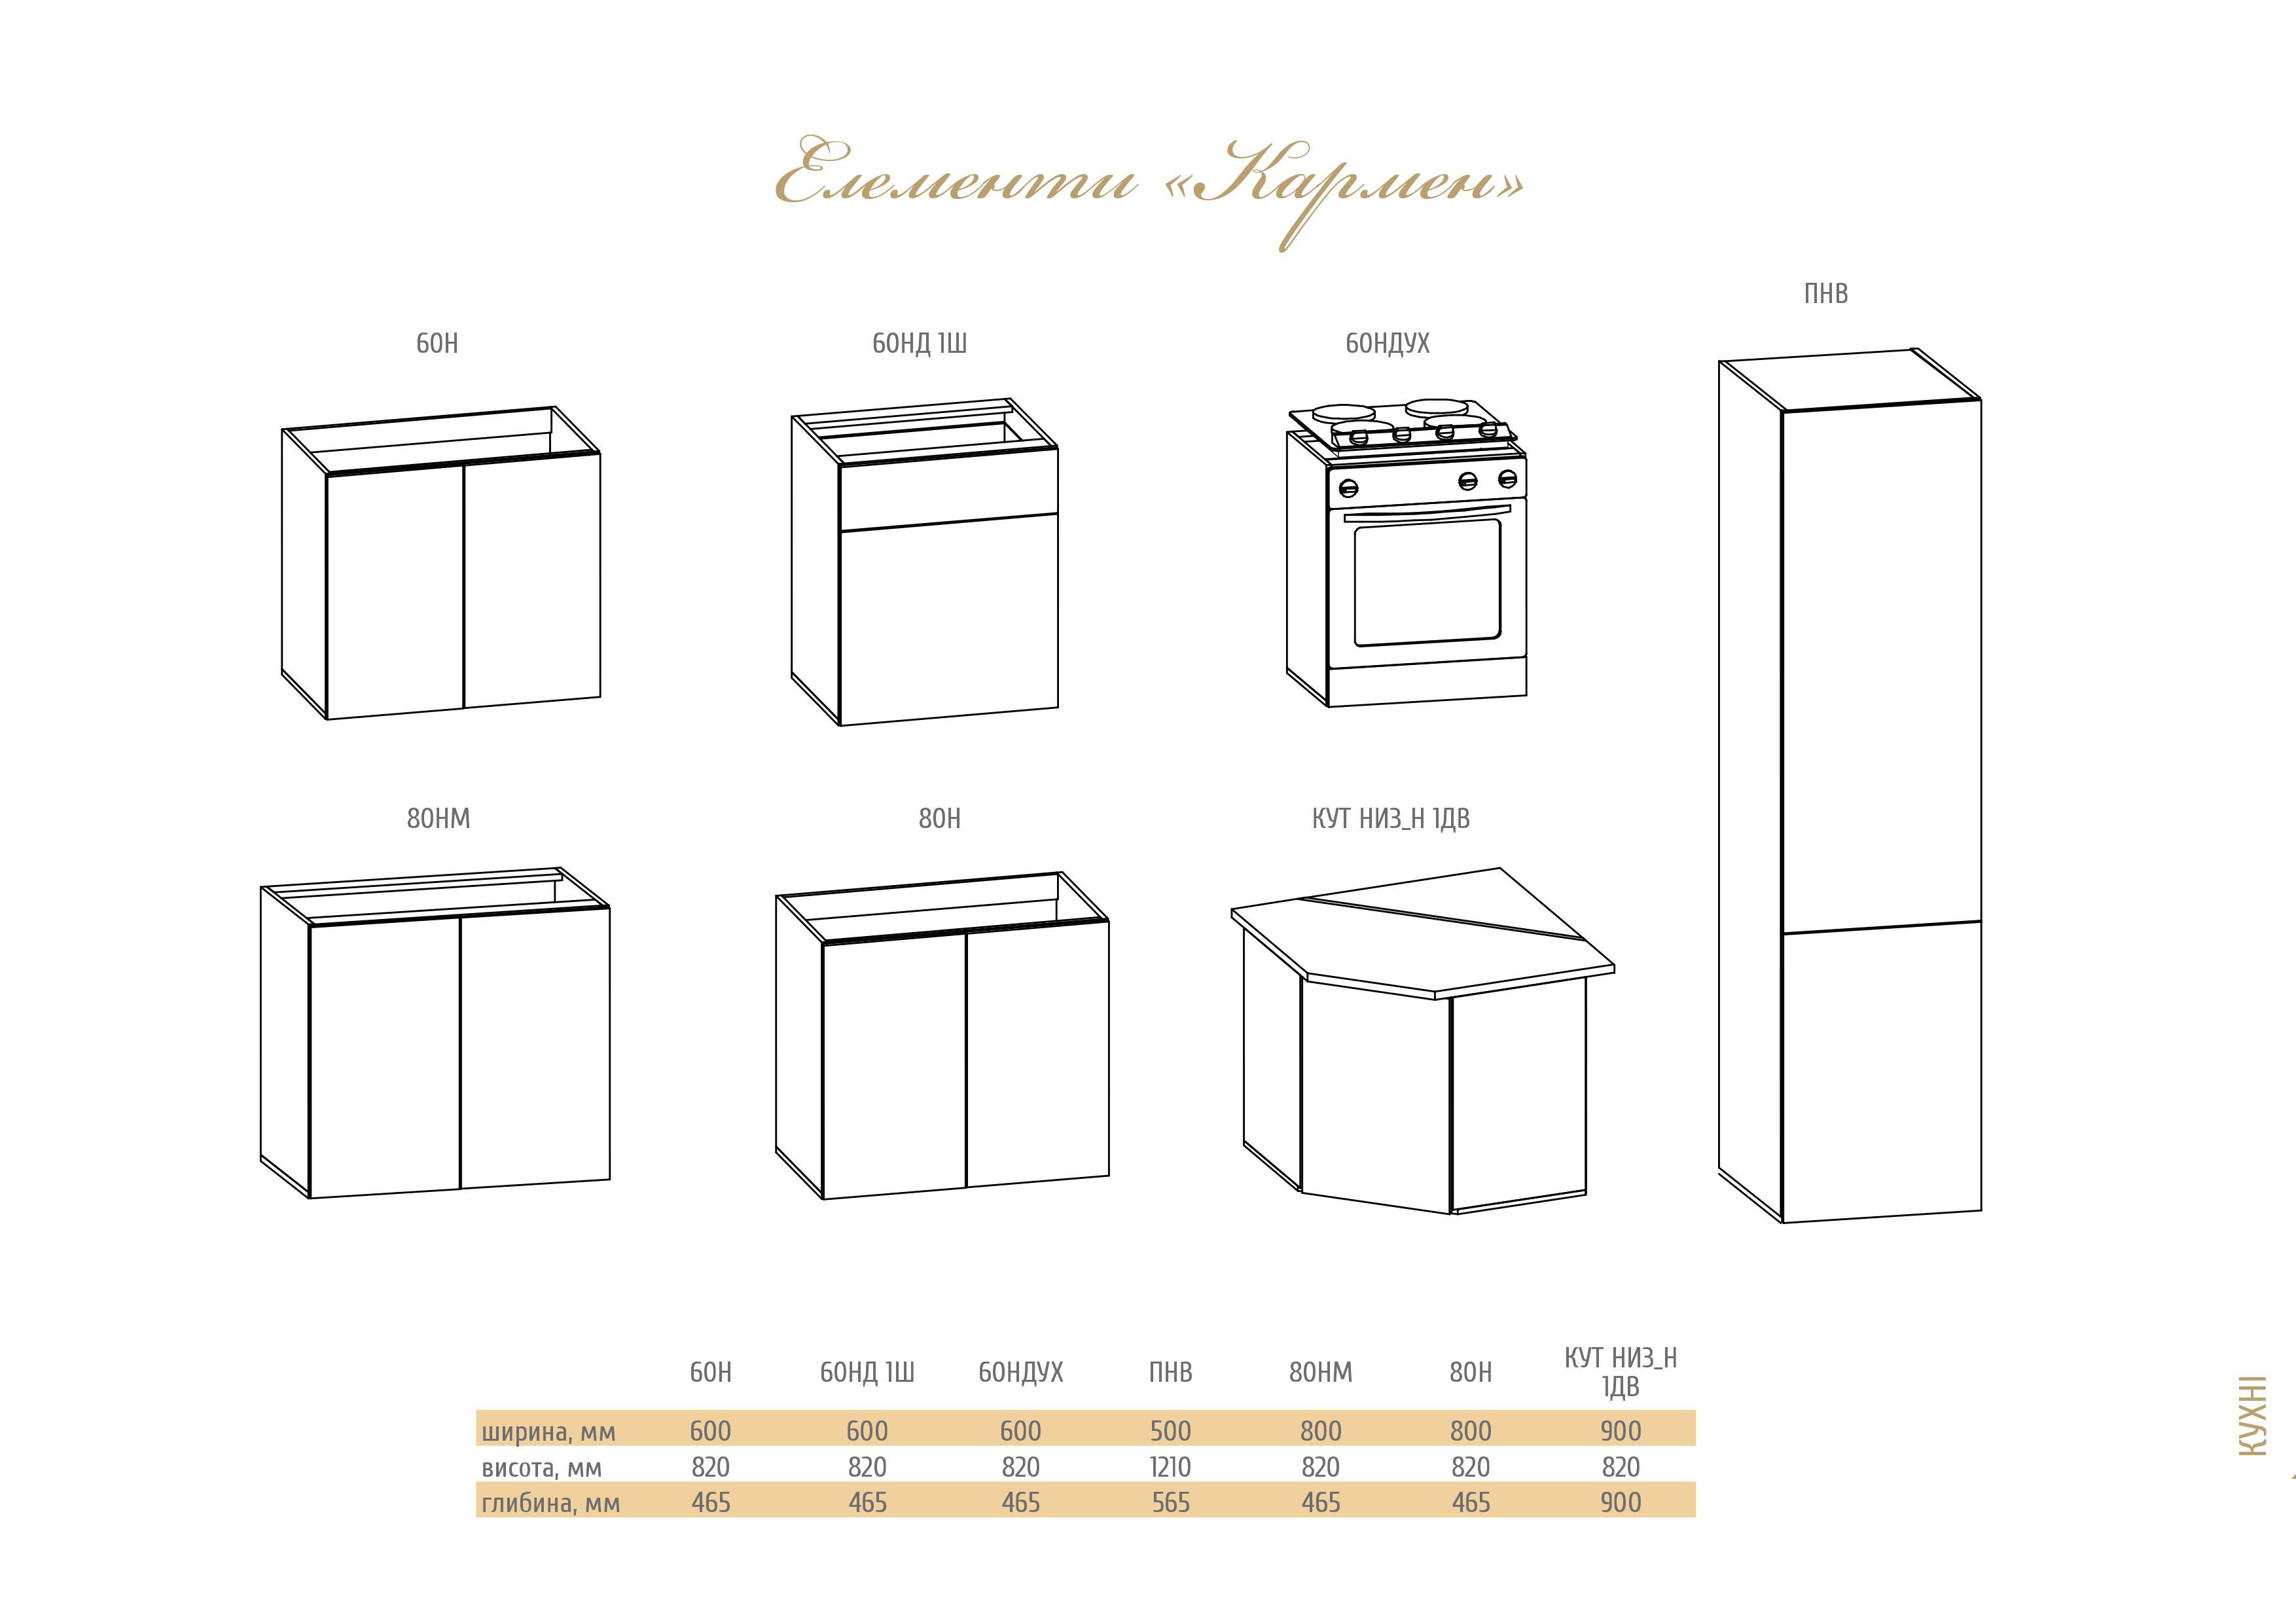 Елементи «Кармен»
ПНВ
60Н
60НД 1Ш
60НДУХ
80НМ
80Н
КУТ НИЗ_Н 1ДВ
60Н 60НД 1Ш 60НДУХ ПНВ 80НМ 80Н КУТ НИЗ_Н 1ДВ
ширина, мм 600 600 600 500 800 800 900
висота, мм 820 820 820 1210 820 820 820
глибина, мм 465 465 465 565 465 465 900
КУХНІ